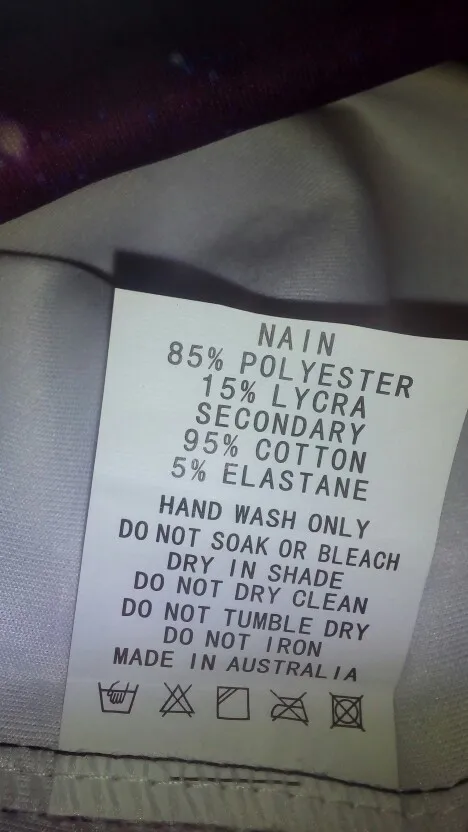 NAIN
85% POLYESTER
15% LYCRA
SECONDARY
95% COTTON
5% ELASTANE
HAND WASH ONLY
DO NOT SOAK OR BLEACH
DRY IN SHADE
DO NOT DRY CLEAN
DO NOT TUMBLE DRY
DO NOT IRON
MADE IN AUSTRALIA